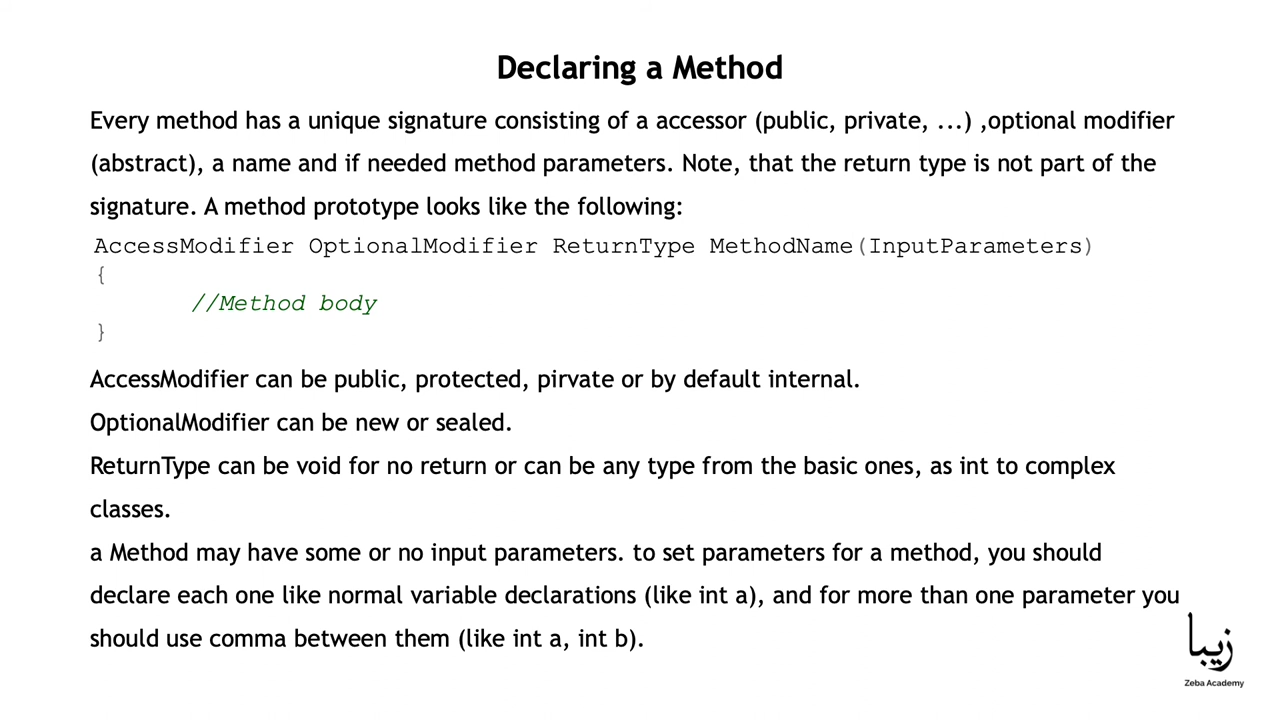 Declaring a Method
Every method has a unique signature consisting of a accessor (public, private, ...) ,optional modifier
(abstract), a name and if needed method parameters. Note, that the return type is not part of the
signature. A method prototype looks like the following:
AccessModifier OptionalModifier ReturnType MethodName(InputParameters)
{
//Method body
}
AccessModifier can be public, protected, pirvate or by default internal.
OptionalModifier can be new or sealed.
ReturnType can be void for no return or can be any type from the basic ones, as int to complex
classes.
a Method may have some or no input parameters. to set parameters for a method, you should
declare each one like normal variable declarations (like int a), and for more than one parameter you
should use comma between them (like int a, int b).
زیبا
Zeba Academy